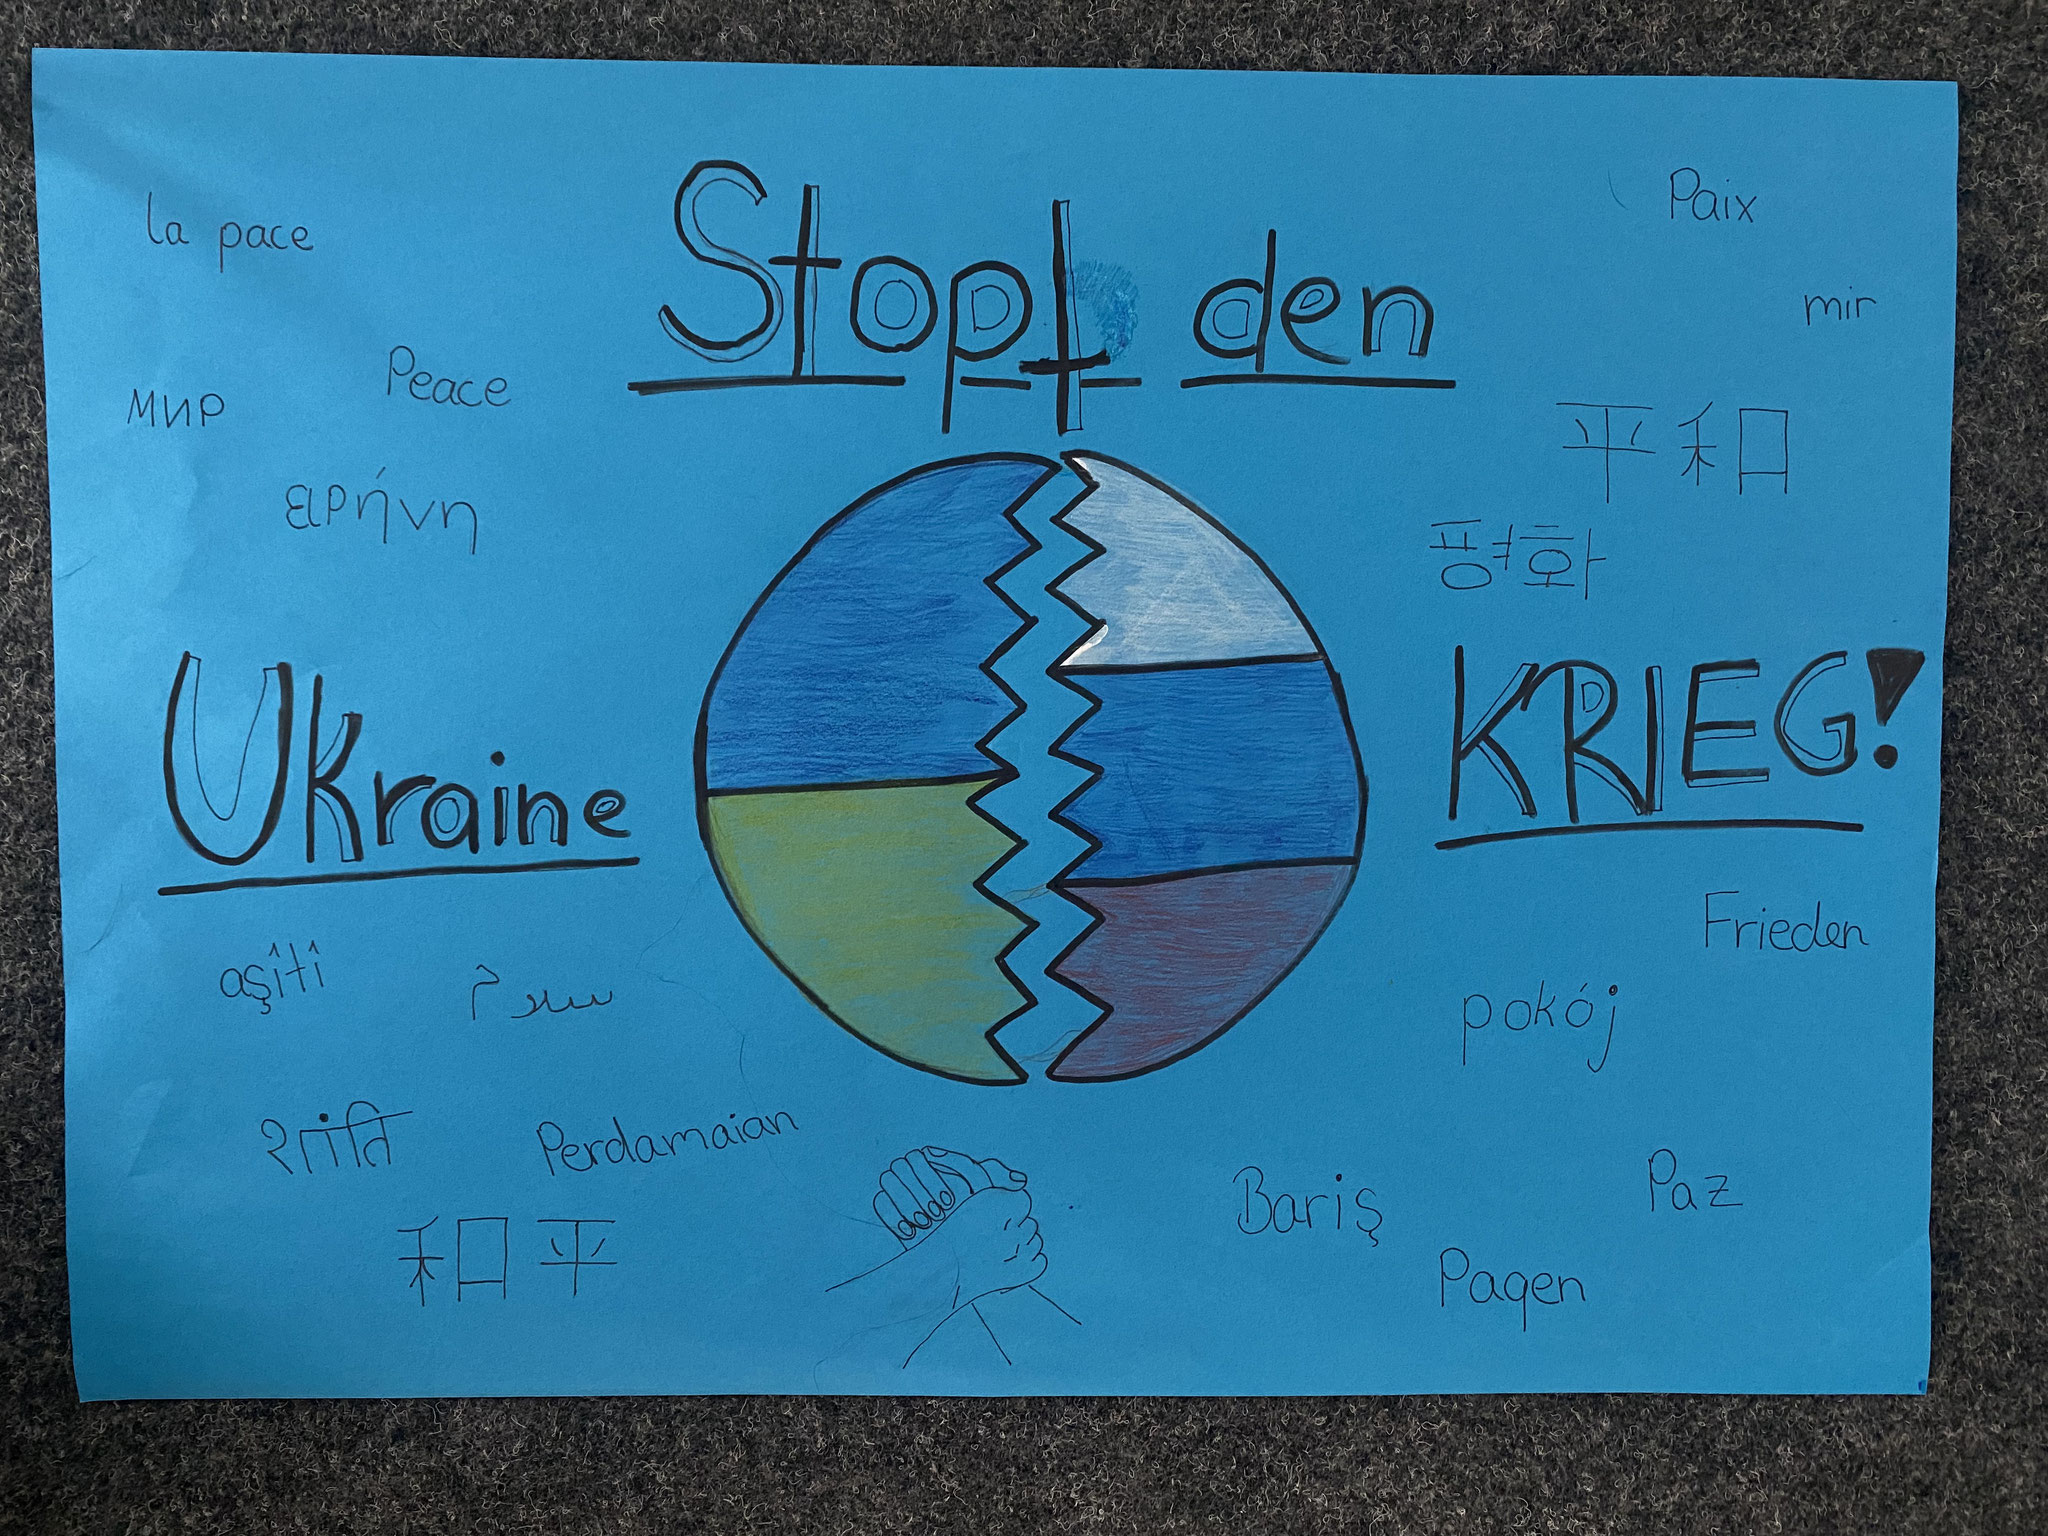 Stopt den
Ukraine
KRIEG!
la pace
Peace
мир
ειρήνη
Paix
mir
平和
평화
aşîtî
शांति
Perdamaian
和平
Frieden
pokój
Bariş
Paz
Paqen